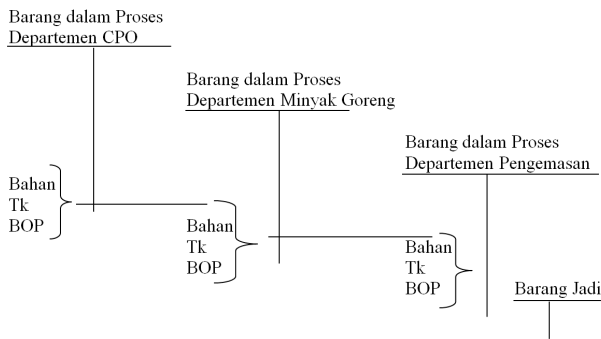 Barang dalam Proses
Departemen CPO
Barang dalam Proses
Departemen Minyak Goreng
Barang dalam Proses
Departemen Pengemasan
Bahan
Tk
BOP
Bahan
Tk
BOP
Bahan
Tk
BOP
Barang Jadi